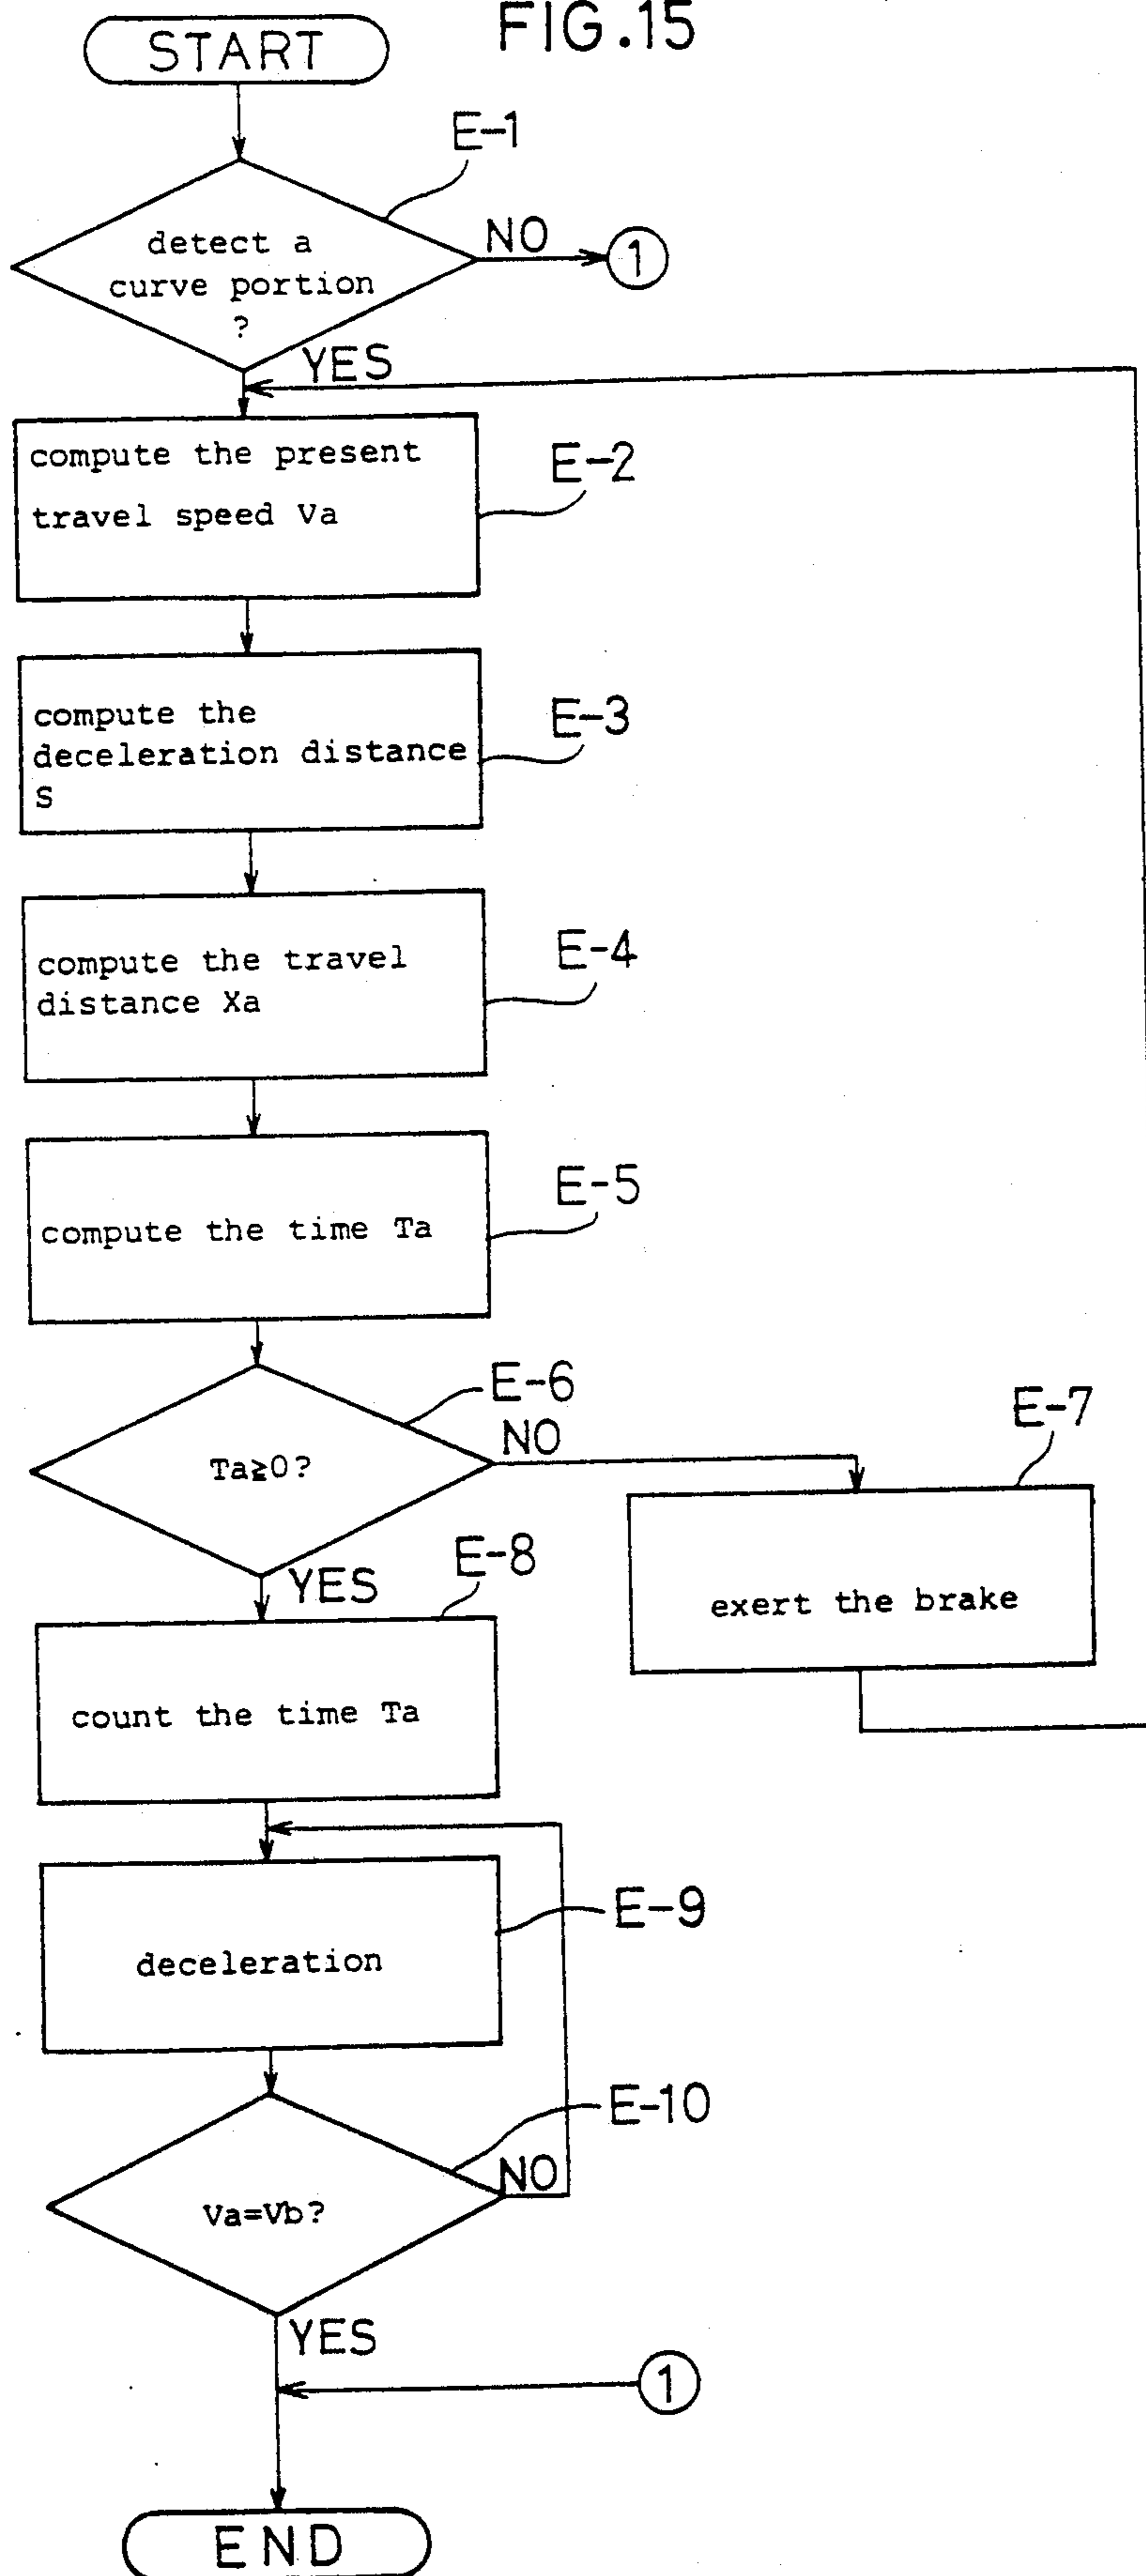 FIG.15
START
E-1
detect a
curve portion
?
NO
1
YES
compute the present
travel speed Va
E-2
compute the
deceleration distance
S
E-3
compute the travel
distance Xa
E-4
compute the time Ta
E-5
E-6
Ta≧0?
NO
E-7
exert the brake
YES
E-8
count the time Ta
deceleration
E-9
E-10
Va=Vb?
NO
YES
1
END